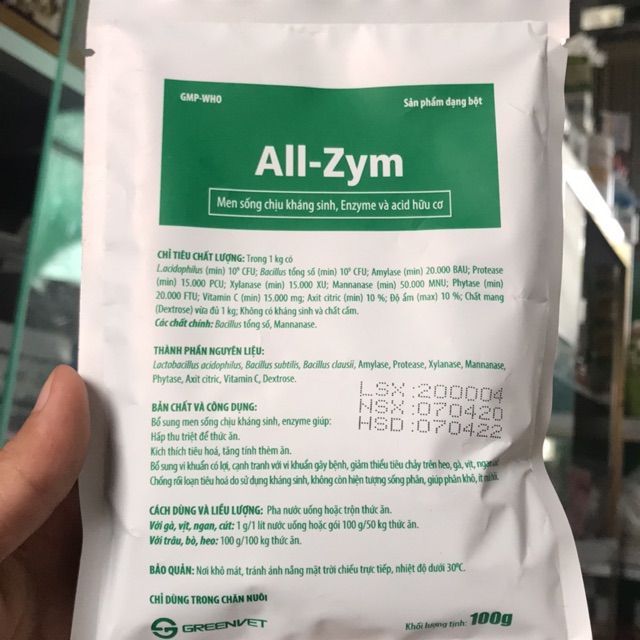 GMP-WHO
Sản phẩm dạng bột
All-Zym
Men sống chịu kháng sinh, Enzyme và acid hữu cơ
CHỈ TIÊU CHẤT LƯỢNG: Trong 1 kg có
L.acidophilus (min) 10⁹ CFU; Bacillus tổng số (min) 10⁹ CFU; Amylase (min) 20.000 BAU; Protease
(min) 15.000 PCU; Xylanase (min) 15.000 XU; Mannanase (min) 50.000 MNU; Phytase (min)
20.000 FTU; Vitamin C (min) 15.000 mg; Axit citric (min) 10 %; Độ ẩm (max) 10 %; Chất mang
(Dextrose) vừa đủ 1 kg; Không có kháng sinh và chất cấm.
Các chất chính: Bacillus tổng số, Mannanase.
THÀNH PHẦN NGUYÊN LIỆU:
Lactobacillus acidophilus, Bacillus subtilis, Bacillus clausii, Amylase, Protease, Xylanase, Mannanase,
Phytase, Axit citric, Vitamin C, Dextrose.
LSX :200004
NSX :070420
HSD :070422
BẢN CHẤT VÀ CÔNG DỤNG:
Bổ sung men sống chịu kháng sinh, enzyme giúp:
Hấp thu triệt để thức ăn.
Kích thích tiêu hoá, tăng tính thèm ăn.
Bổ sung vi khuẩn có lợi, cạnh tranh với vi khuẩn gây bệnh, giảm thiểu tiêu chảy trên heo, gà, vịt,
Chống rối loạn tiêu hoá do sử dụng kháng sinh, không còn hiện tượng sống phân, giúp phân khô, ít
CÁCH DÙNG VÀ LIỀU LƯỢNG: Pha nước uống hoặc trộn thức ăn.
Với gà, vịt, ngan, cút: 1 g/1 lít nước uống hoặc gói 100 g/50 kg thức ăn.
Với trâu, bò, heo: 100 g/100 kg thức ăn.
BẢO QUẢN: Nơi khô mát, tránh ánh nắng mặt trời chiếu trực tiếp, nhiệt độ dưới 30⁰C.
CHỈ DÙNG TRONG CHĂN NUÔI
GREENVET
Khối lượng tịnh: 100g